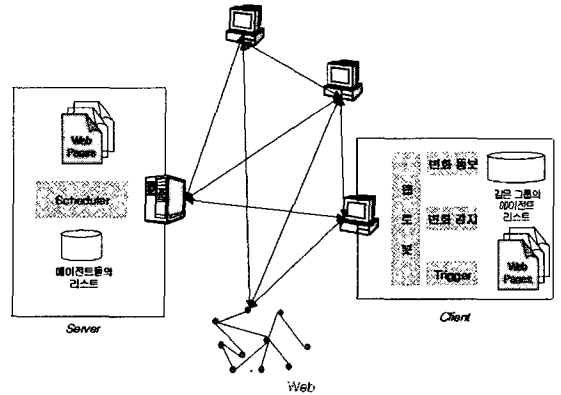 Web
Pages
Scheduler
에이전트들의
리스트
Server
웹
로
봇
변화 통보
변화 감지
Trigger
같은 그룹의
에이전트
리스트
Web
Pages
Client
Web